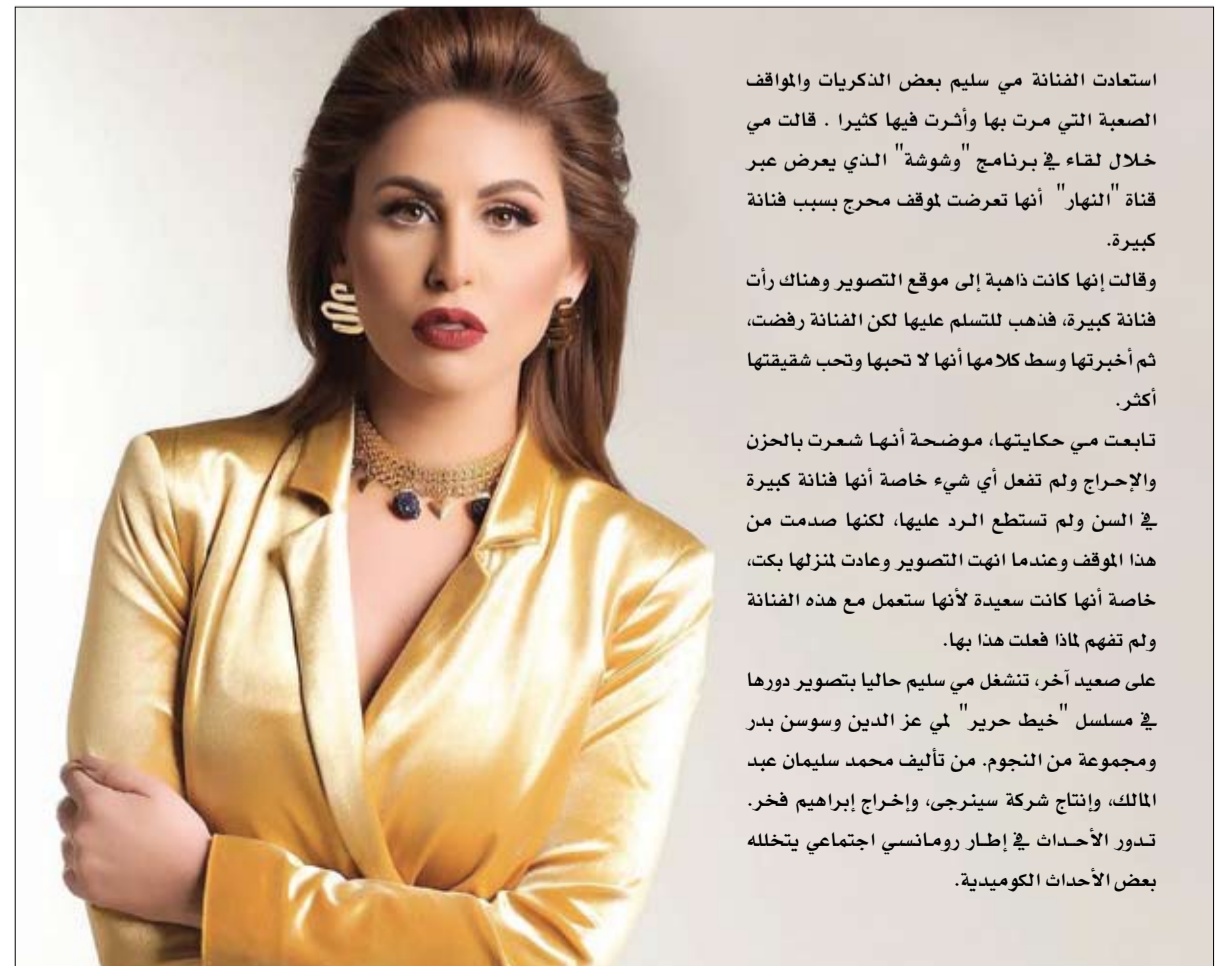 استعادت الفنانة مي سليم بعض الذكريات والمواقف
الصعبة التي مرت بها وأثرت فيها كثيرا . قالت مي
خلال لقاء في برنامج "وشوشة" الذي يعرض عبر
قناة "النهار" أنها تعرضت لموقف محرج بسبب فنانة
كبيرة.
وقالت إنها كانت ذاهبة إلى موقع التصوير وهناك رأت
فنانة كبيرة، فذهب للتسلم عليها لكن الفنانة رفضت،
ثم أخبرتها وسط كلامها أنها لا تحبها وتحب شقيقتها
أكثر.
تابعت مي حكايتها، موضحة أنها شعرت بالحزن
والإحراج ولم تفعل أي شيء خاصة أنها فنانة كبيرة
في السن ولم تستطع الرد عليها، لكنها صدمت من
هذا الموقف وعندما انهت التصوير وعادت لمنزلها بكت،
خاصة أنها كانت سعيدة لأنها ستعمل مع هذه الفنانة
ولم تفهم لماذا فعلت هذا بها.
على صعيد آخر، تنشغل مي سليم حاليا بتصوير دورها
في مسلسل "خيط حرير" لمي عز الدين وسوسن بدر
ومجموعة من النجوم. من تأليف محمد سليمان عبد
المالك، وإنتاج شركة سينرجى، وإخراج إبراهيم فخر.
تدور الأحداث في إطار رومانسي اجتماعي يتخلله
بعض الأحداث الكوميدية.